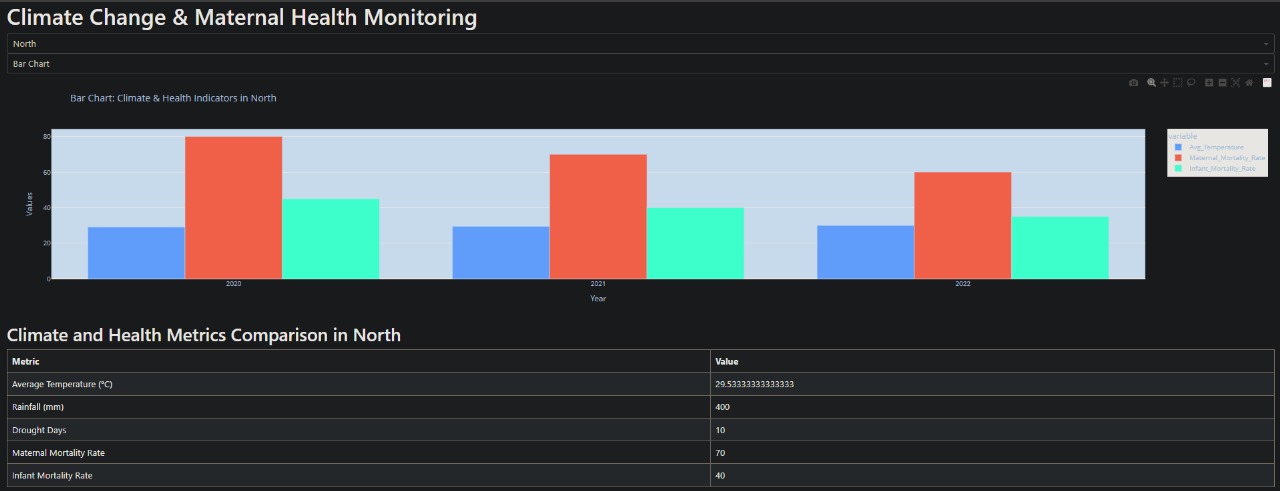 Climate Change & Maternal Health Monitoring
North
Bar Chart
Bar Chart: Climate & Health Indicators in North
80
60
40
20
0
Values
2020 2021 2022
Year
variable
Avg_Temperature
Maternal_Mortality_Rate
Infant_Mortality_Rate
Climate and Health Metrics Comparison in North
Metric Value
Average Temperature (°C) 29.53333333333333
Rainfall (mm) 400
Drought Days 10
Maternal Mortality Rate 70
Infant Mortality Rate 40